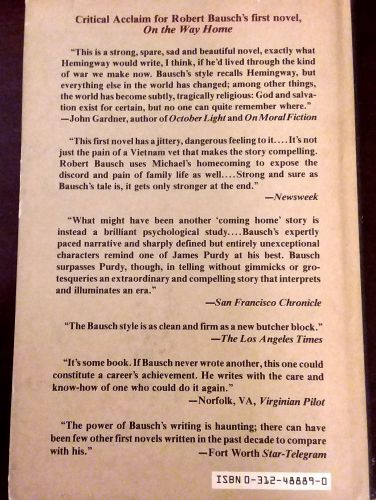 Critical Acclaim for Robert Bausch's first novel,
On the Way Home
"This is a strong, spare, sad and beautiful novel, exactly what
Hemingway would write, I think, if he'd lived through the kind
of war we make now. Bausch's style recalls Hemingway, but
everything else in the world has changed; among other things,
the world has become subtly, tragically religious: God and salva-
tion exist for certain, but no one can quite remember where."
—John Gardner, author of October Light and On Moral Fiction
"This first novel has a jittery, dangerous feeling to it....It's not
just the pain of a Vietnam vet that makes the story compelling.
Robert Bausch uses Michael's homecoming to expose the
discord and pain of family life as well....Strong and sure as
Bausch's tale is, it gets only stronger at the end."
—Newsweek
"What might have been another 'coming home' story is
instead a brilliant psychological study....Bausch's expertly
paced narrative and sharply defined but entirely unexceptional
characters remind one of James Purdy at his best. Bausch
surpasses Purdy, though, in telling without gimmicks or gro-
tesqueries an extraordinary and compelling story that interprets
and illuminates an era."
—San Francisco Chronicle
"The Bausch style is as clean and firm as a new butcher block."
—The Los Angeles Times
"It's some book. If Bausch never wrote another, this one could
constitute a career's achievement. He writes with the care and
know-how of one who could do it again."
—Norfolk, VA, Virginian Pilot
"The power of Bausch's writing is haunting; there can have
been few other first novels written in the past decade to compare
with his." —Fort Worth Star-Telegram
ISBN 0-312-48889-0